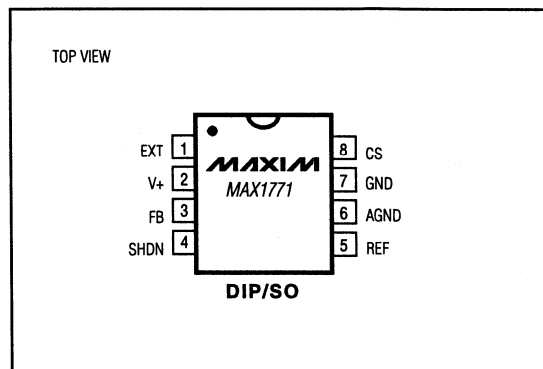 TOP VIEW
EXT 1
V+ 2
FB 3
SHDN 4
MAXIM
MAX1771
8 CS
7 GND
6 AGND
5 REF
DIP/SO